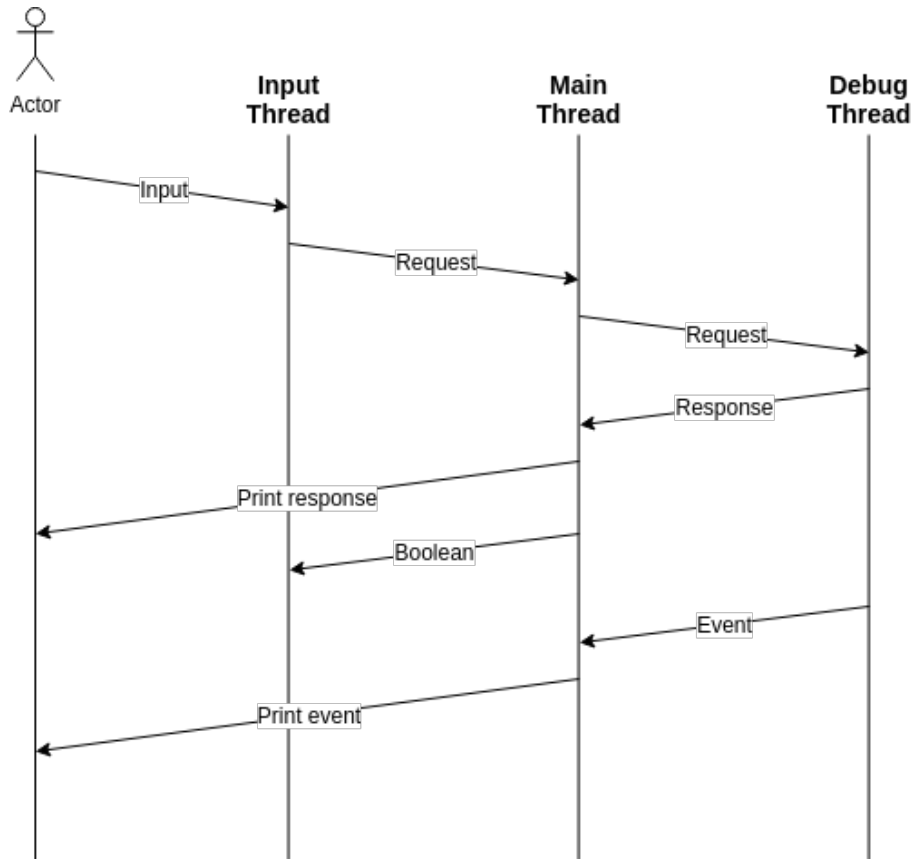 Actor
Input
Thread
Main
Thread
Debug
Thread
Input
Request
Request
Response
Print response
Boolean
Event
Print event